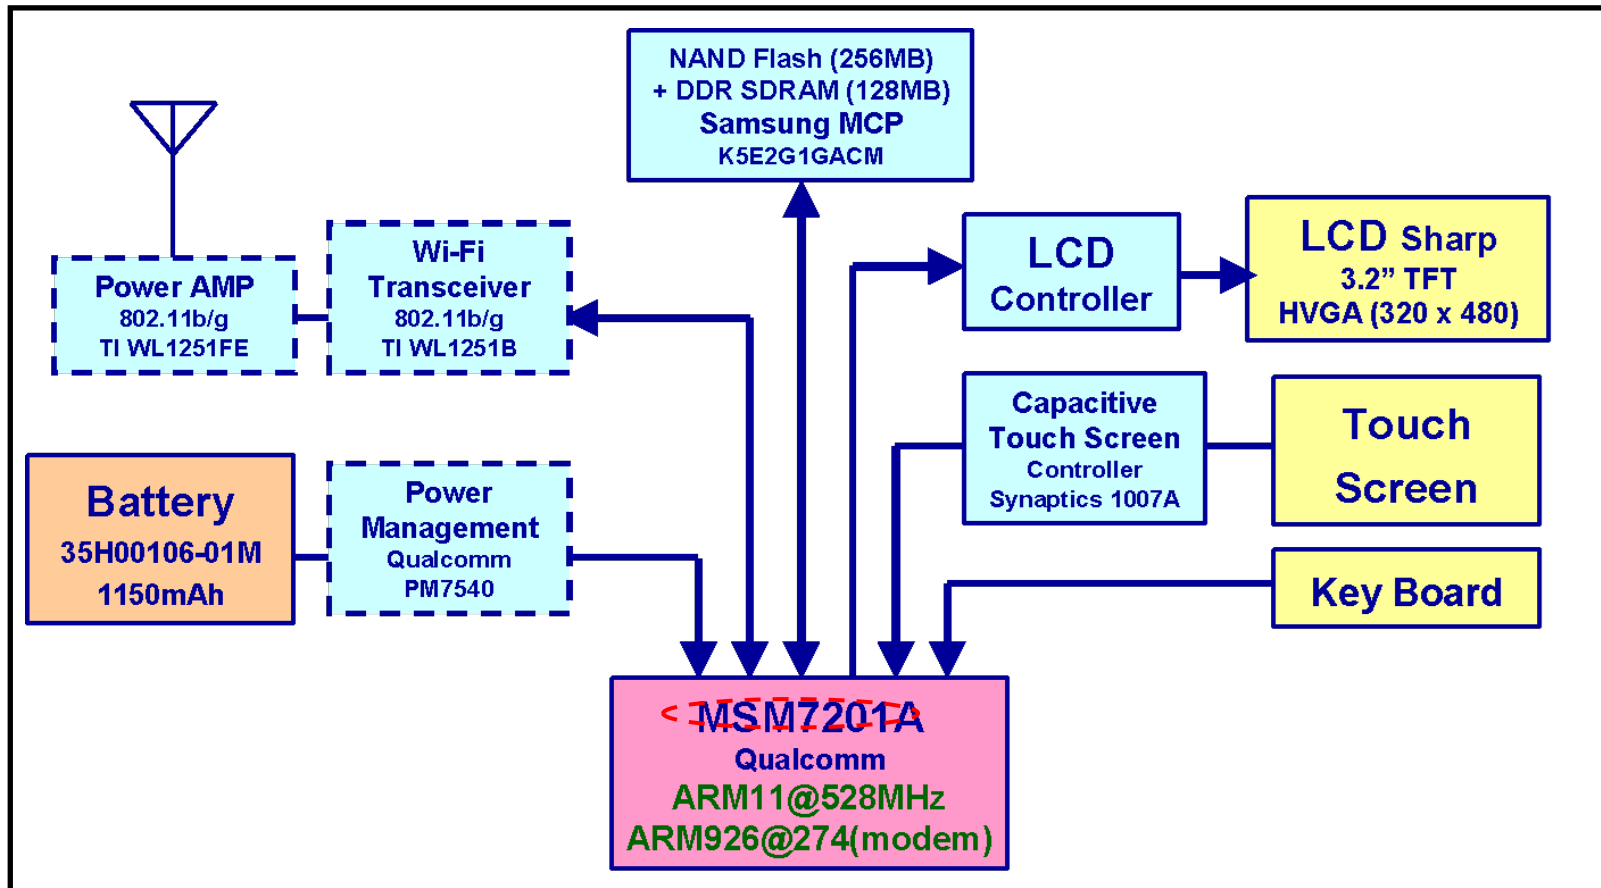 NAND Flash (256MB)
+ DDR SDRAM (128MB)
Samsung MCP
K5E2G1GACM
Wi-Fi
Transceiver
802.11b/g
TI WL1251B
Power AMP
802.11b/g
TI WL1251FE
LCD
Controller
LCD Sharp
3.2” TFT
HVGA (320 x 480)
Capacitive
Touch Screen
Controller
Synaptics 1007A
Touch
Screen
Battery
35H00106-01M
1150mAh
Power
Management
Qualcomm
PM7540
Key Board
MSM7201A
Qualcomm
ARM11@528MHz
ARM926@274(modem)